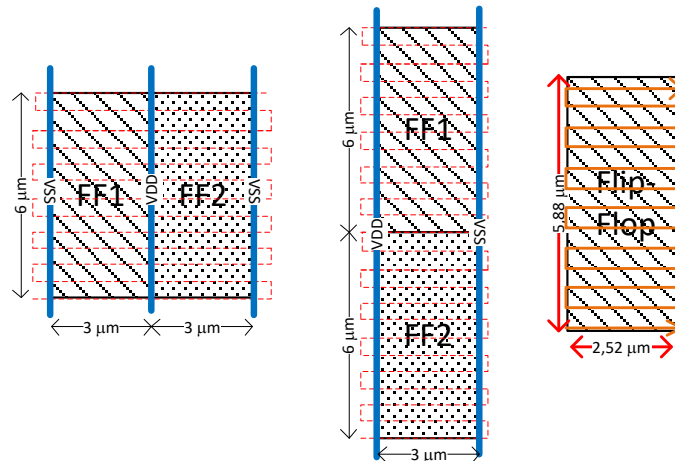 6 μm
VSS
FF1
VDD
FF2
VSS
3 μm
3 μm
6 μm
FF1
VDD
VSS
6 μm
FF2
3 μm
5,88 μm
Flip-
Flop
2,52 μm